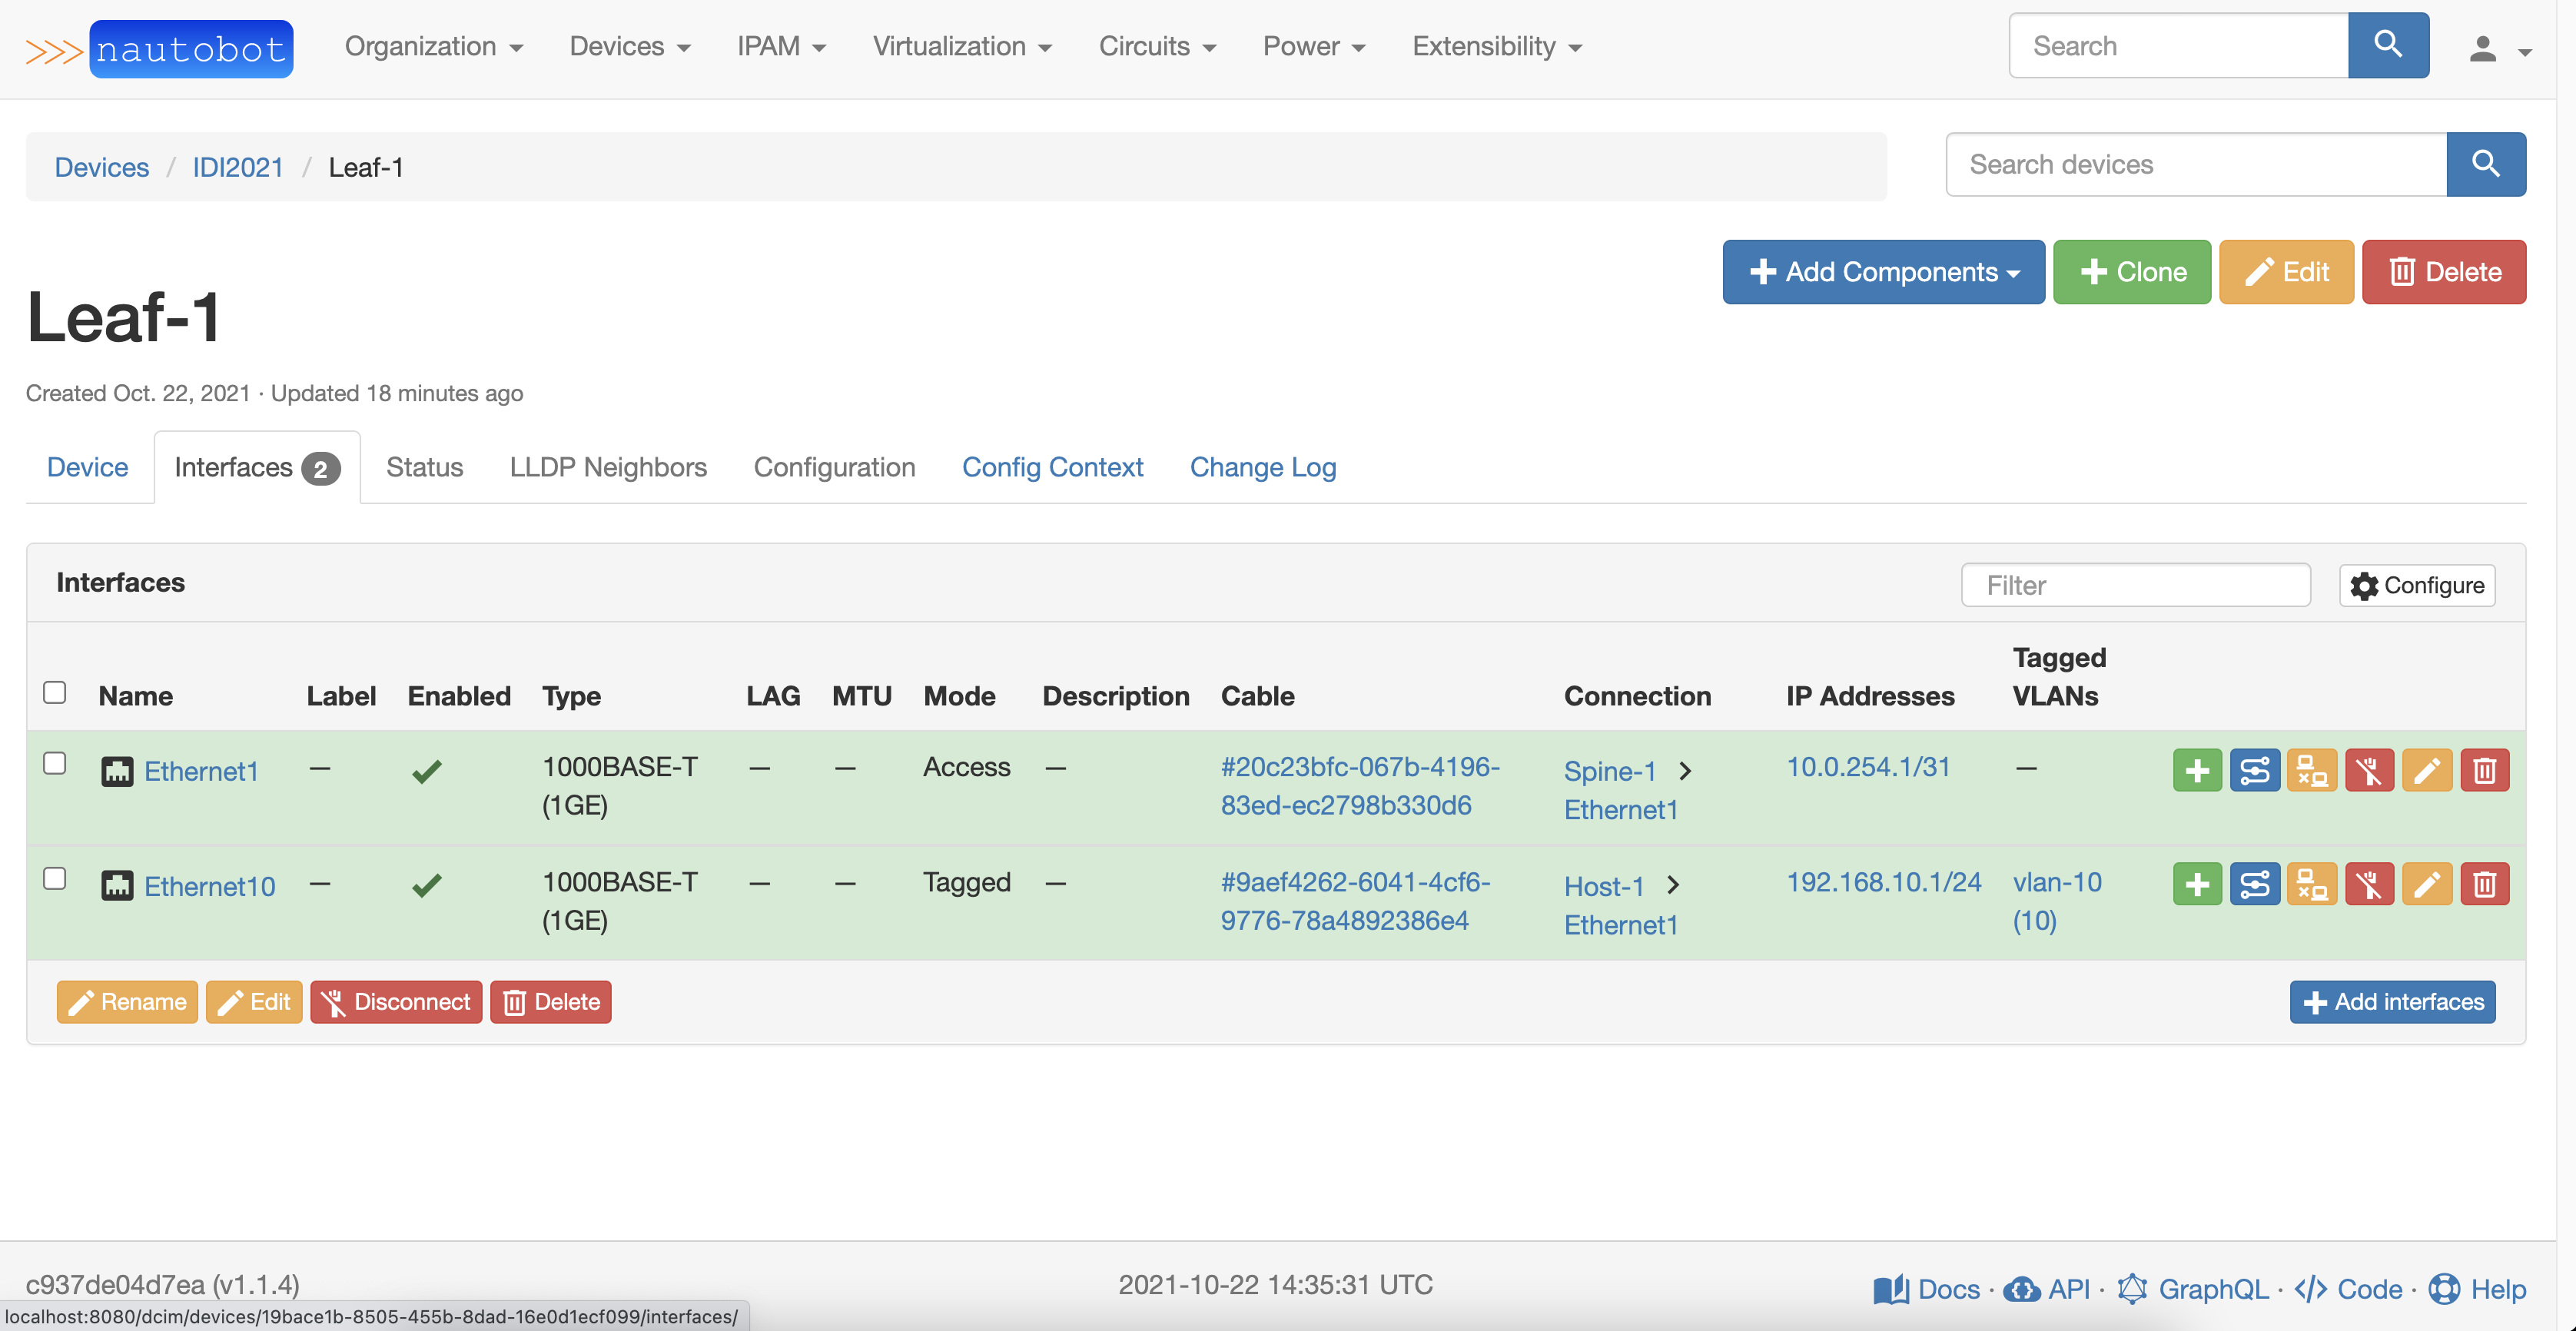 >>> nautobot Organization Devices IPAM Virtualization Circuits Power Extensibility Search
Devices / IDI2021 / Leaf-1 Search devices
Add Components Clone Edit Delete
Leaf-1
Created Oct. 22, 2021 · Updated 18 minutes ago
Device Interfaces 2 Status LLDP Neighbors Configuration Config Context Change Log
Interfaces Filter Configure
Name Label Enabled Type LAG MTU Mode Description Cable Connection IP Addresses Tagged VLANs
Ethernet1 — 1000BASE-T (1GE) — — Access — #20c23bfc-067b-4196-83ed-ec2798b330d6 Spine-1 Ethernet1 10.0.254.1/31 —
Ethernet10 — 1000BASE-T (1GE) — — Tagged — #9aef4262-6041-4cf6-9776-78a4892386e4 Host-1 Ethernet1 192.168.10.1/24 vlan-10 (10)
Rename Edit Disconnect Delete Add interfaces
c937de04d7ea (v1.1.4) 2021-10-22 14:35:31 UTC Docs · API · GraphQL · Code · Help
localhost:8080/dcim/devices/19bace1b-8505-455b-8dad-16e0d1ecf099/interfaces/